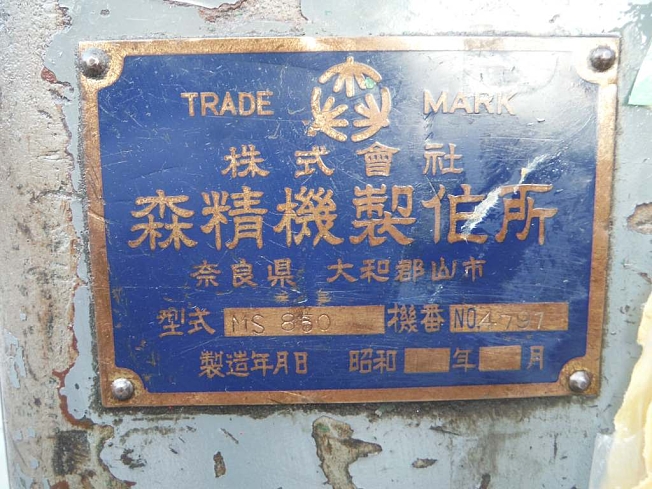 TRADE MARK
株式會社
森精機製作所
奈良県 大和郡山市
型式 MS 850 機番 NO.4797
製造年月日 昭和 年 月